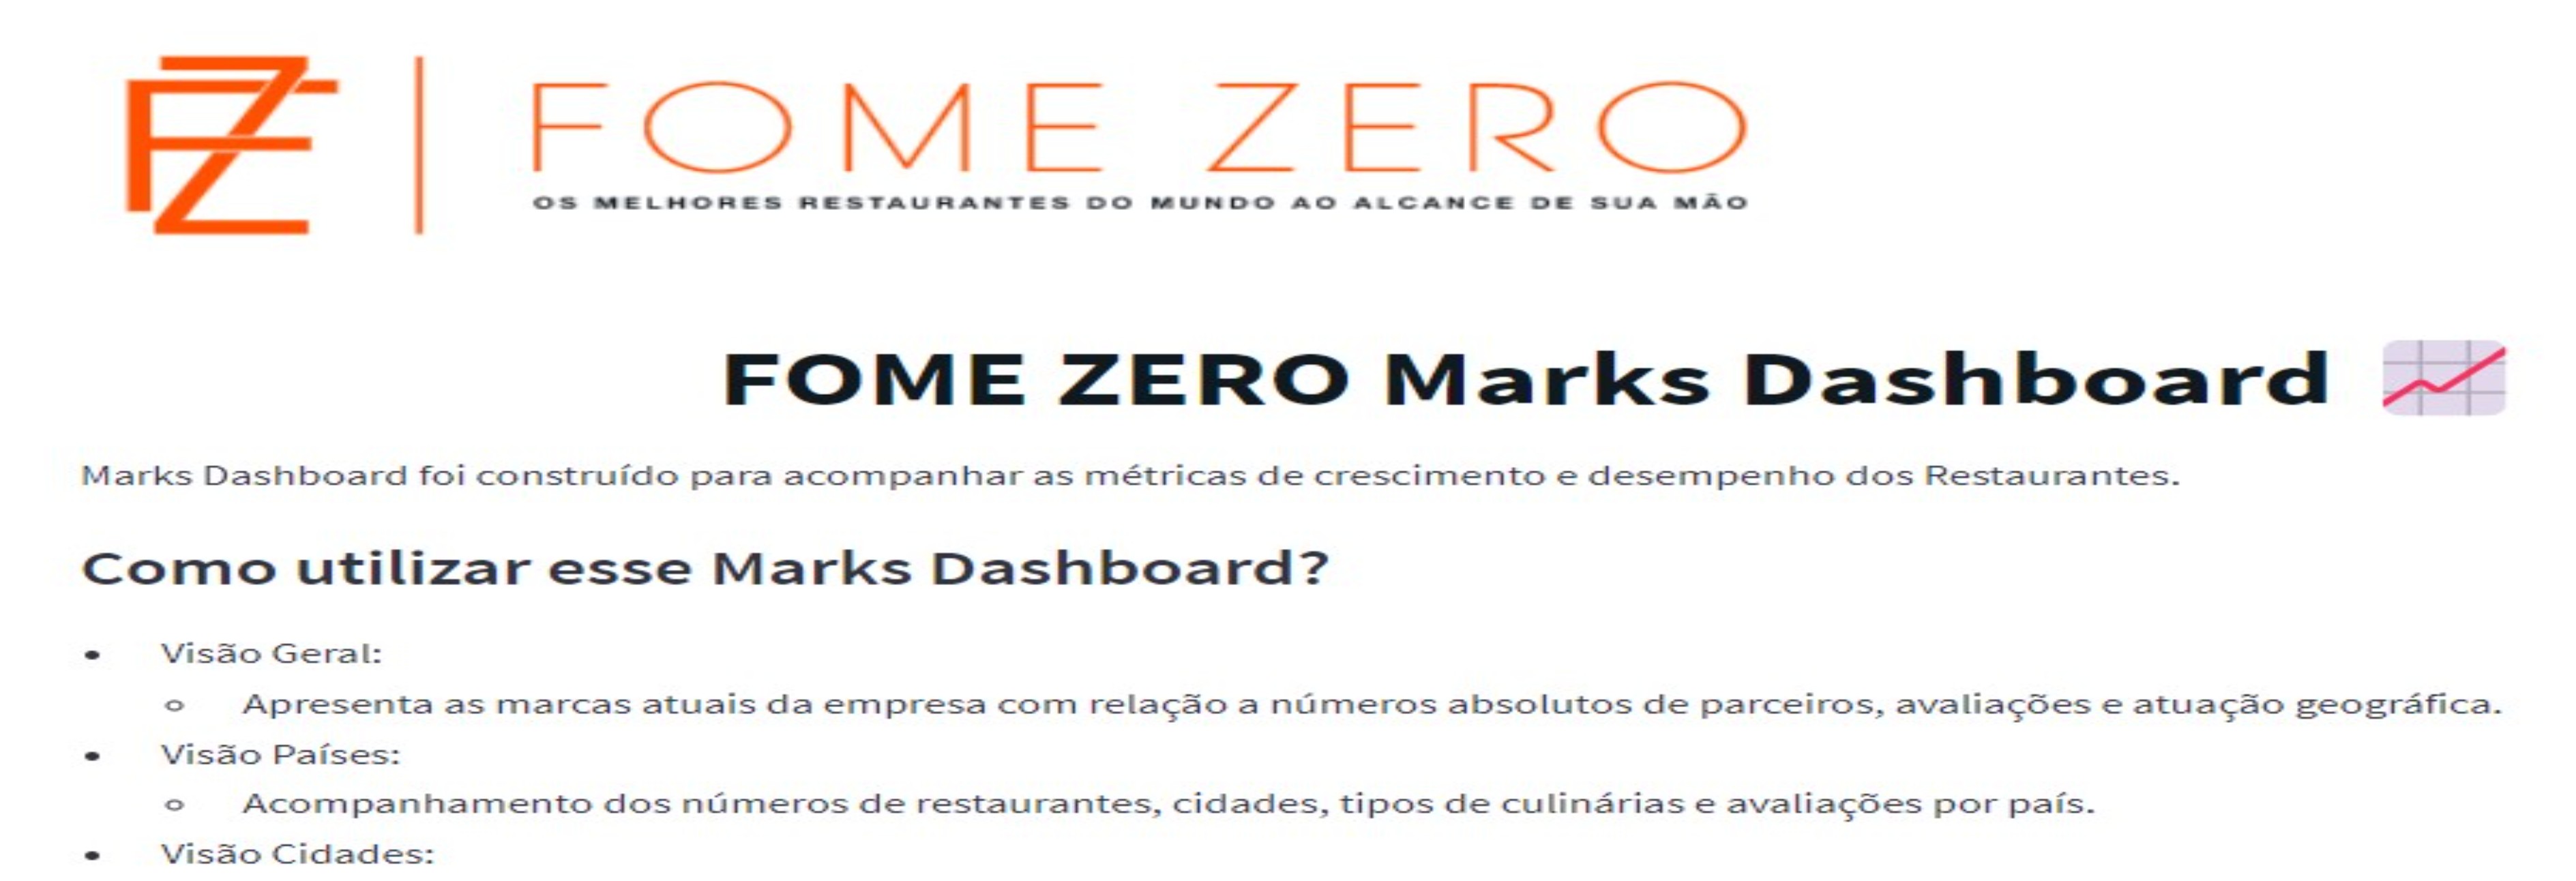 FZ
FOME ZERO
OS MELHORES RESTAURANTES DO MUNDO AO ALCANCE DE SUA MÃO
FOME ZERO Marks Dashboard
Marks Dashboard foi construído para acompanhar as métricas de crescimento e desempenho dos Restaurantes.
Como utilizar esse Marks Dashboard?
• Visão Geral:
◦ Apresenta as marcas atuais da empresa com relação a números absolutos de parceiros, avaliações e atuação geográfica.
• Visão Países:
◦ Acompanhamento dos números de restaurantes, cidades, tipos de culinárias e avaliações por país.
• Visão Cidades: